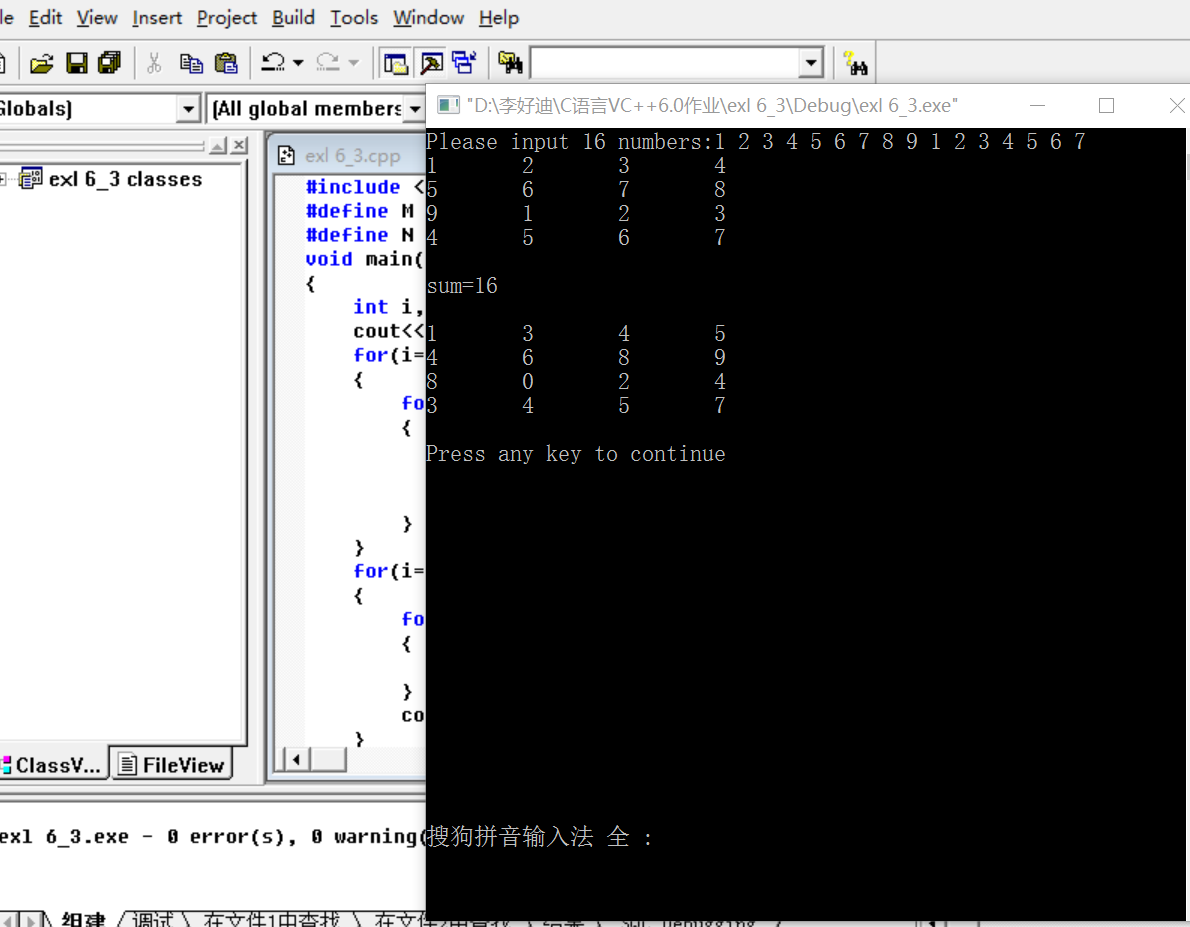 le Edit View Insert Project Build Tools Window Help
Globals) (All global members
"D:\李好迪\C语言VC++6.0作业\exl 6_3\Debug\exl 6_3.exe"
exl 6_3 classes
exl 6_3.cpp
#include <
#define M
#define N
void main(
{
int i,
cout<<
for(i=
{
fo
{
}
}
for(i=
{
fo
{
}
co
}
Please input 16 numbers:1 2 3 4 5 6 7 8 9 1 2 3 4 5 6 7
1 2 3 4
5 6 7 8
9 1 2 3
4 5 6 7
sum=16
1 3 4 5
4 6 8 9
8 0 2 4
3 4 5 7
Press any key to continue
搜狗拼音输入法 全 :
ClassV... FileView
exl 6_3.exe - 0 error(s), 0 warning(
组建 调试 在文件1中查找 在文件2中查找 结果 SQL Debugging